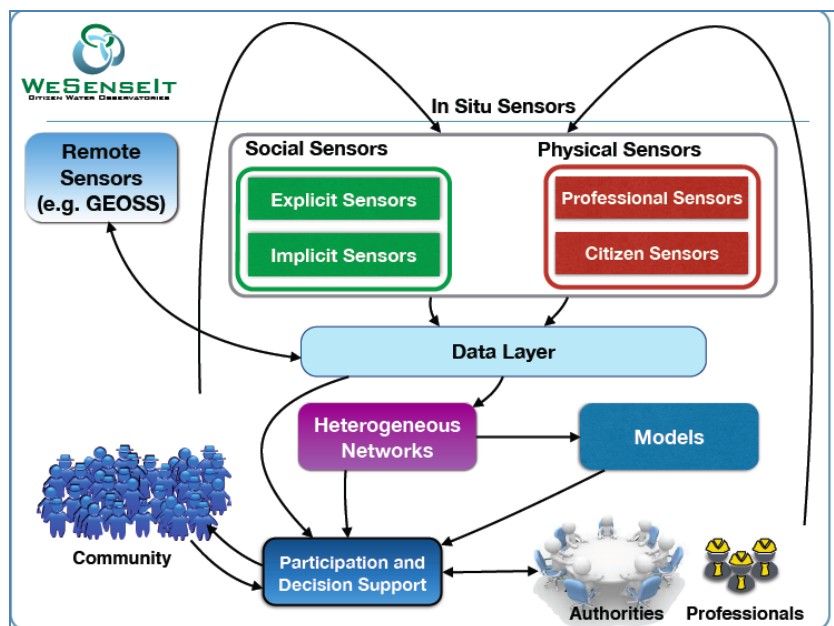 WeSenseIt
Citizen Water Observatories
In Situ Sensors
Remote
Sensors
(e.g. GEOSS)
Social Sensors
Physical Sensors
Explicit Sensors
Professional Sensors
Implicit Sensors
Citizen Sensors
Data Layer
Heterogeneous
Networks
Models
Community
Participation and
Decision Support
Authorities
Professionals